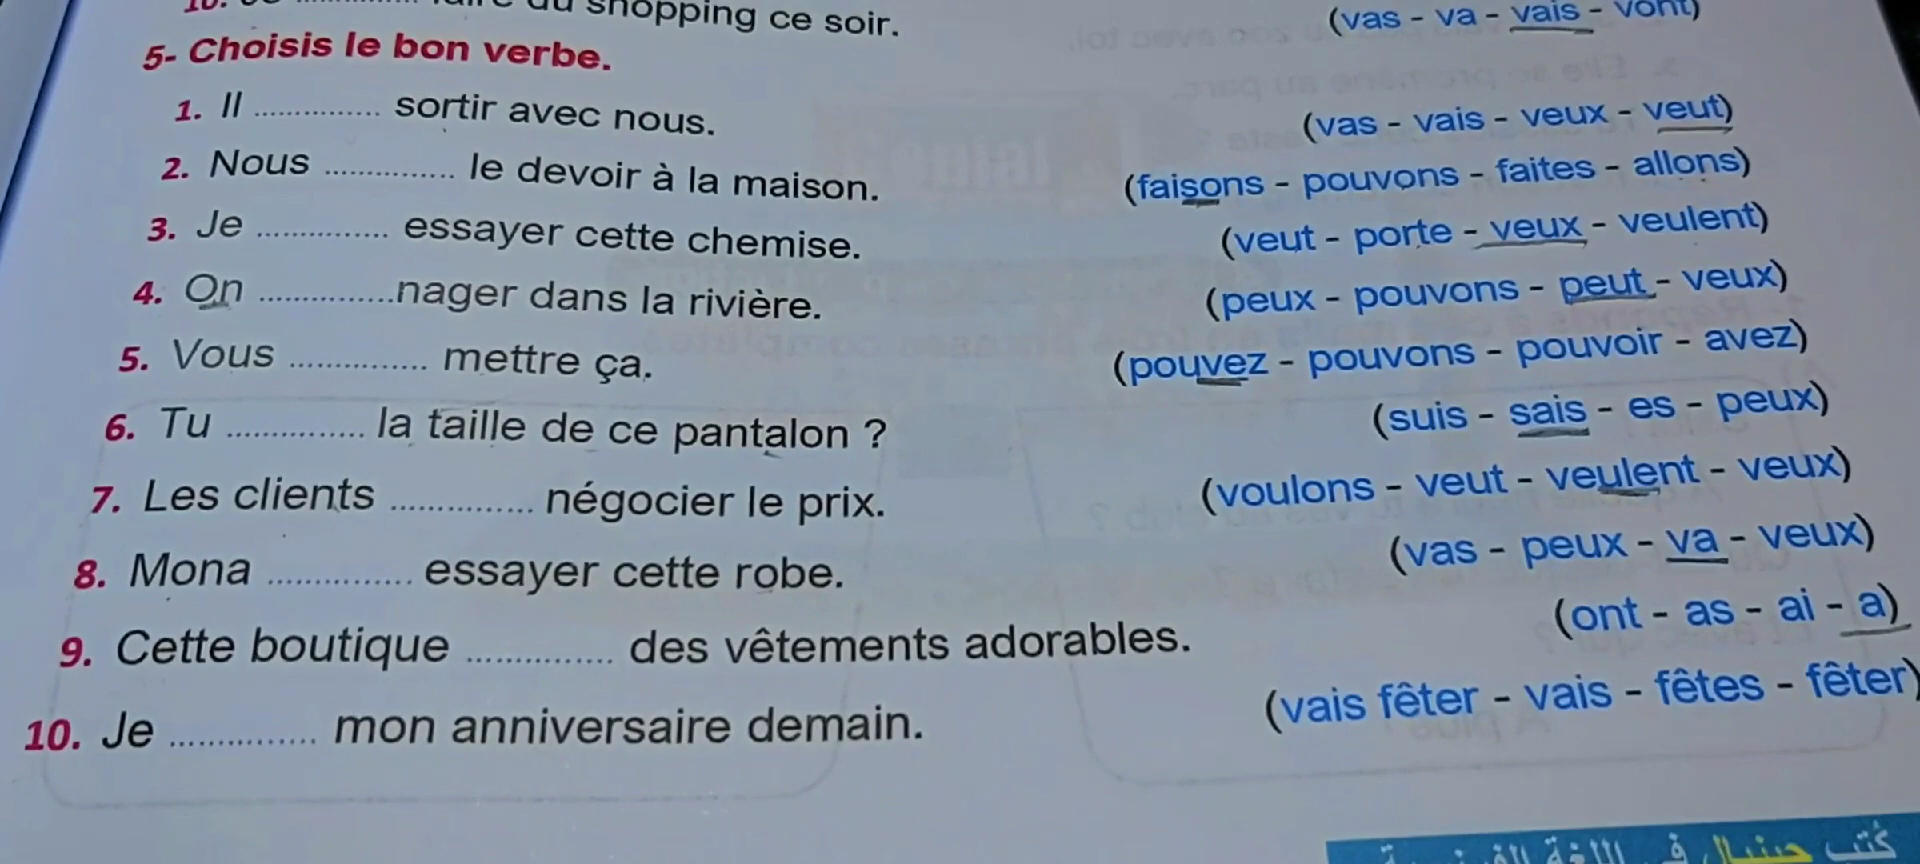 shopping ce soir. (vas - va - vais - vont)
5- Choisis le bon verbe.
1. Il .............. sortir avec nous. (vas - vais - veux - veut)
2. Nous .............. le devoir à la maison. (faisons - pouvons - faites - allons)
3. Je .............. essayer cette chemise. (veut - porte - veux - veulent)
4. On ..............nager dans la rivière. (peux - pouvons - peut - veux)
5. Vous .............. mettre ça. (pouvez - pouvons - pouvoir - avez)
6. Tu .............. la taille de ce pantalon ? (suis - sais - es - peux)
7. Les clients .............. négocier le prix. (voulons - veut - veulent - veux)
8. Mona .............. essayer cette robe. (vas - peux - va - veux)
9. Cette boutique .............. des vêtements adorables. (ont - as - ai - a)
10. Je .............. mon anniversaire demain. (vais fêter - vais - fêtes - fêter)
كتب